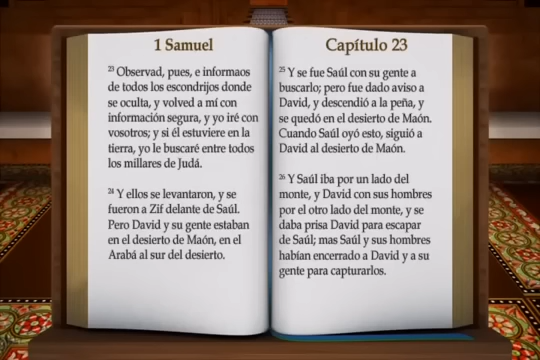 1 Samuel
23 Observad, pues, e informaos
de todos los escondrijos donde
se oculta, y volved a mí con
información segura, y yo iré con
vosotros; y si él estuviere en la
tierra, yo le buscaré entre todos
los millares de Judá.
24 Y ellos se levantaron, y se
fueron a Zif delante de Saúl.
Pero David y su gente estaban
en el desierto de Maón, en el
Arabá al sur del desierto.
Capítulo 23
25 Y se fue Saúl con su gente a
buscarlo; pero fue dado aviso a
David, y descendió a la peña, y
se quedó en el desierto de Maón.
Cuando Saúl oyó esto, siguió a
David al desierto de Maón.
26 Y Saúl iba por un lado del
monte, y David con sus hombres
por el otro lado del monte, y se
daba prisa David para escapar
de Saúl; mas Saúl y sus hombres
habían encerrado a David y a su
gente para capturarlos.